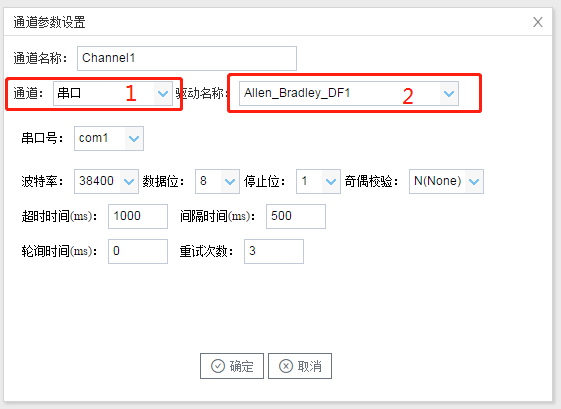 通道参数设置
通道名称： Channel1
通道： 串口 1 驱动名称： Allen_Bradley_DF1 2
串口号： com1
波特率： 38400 数据位： 8 停止位： 1 奇偶校验： N(None)
超时时间(ms)： 1000 间隔时间(ms)： 500
轮询时间(ms)： 0 重试次数： 3
确定 取消